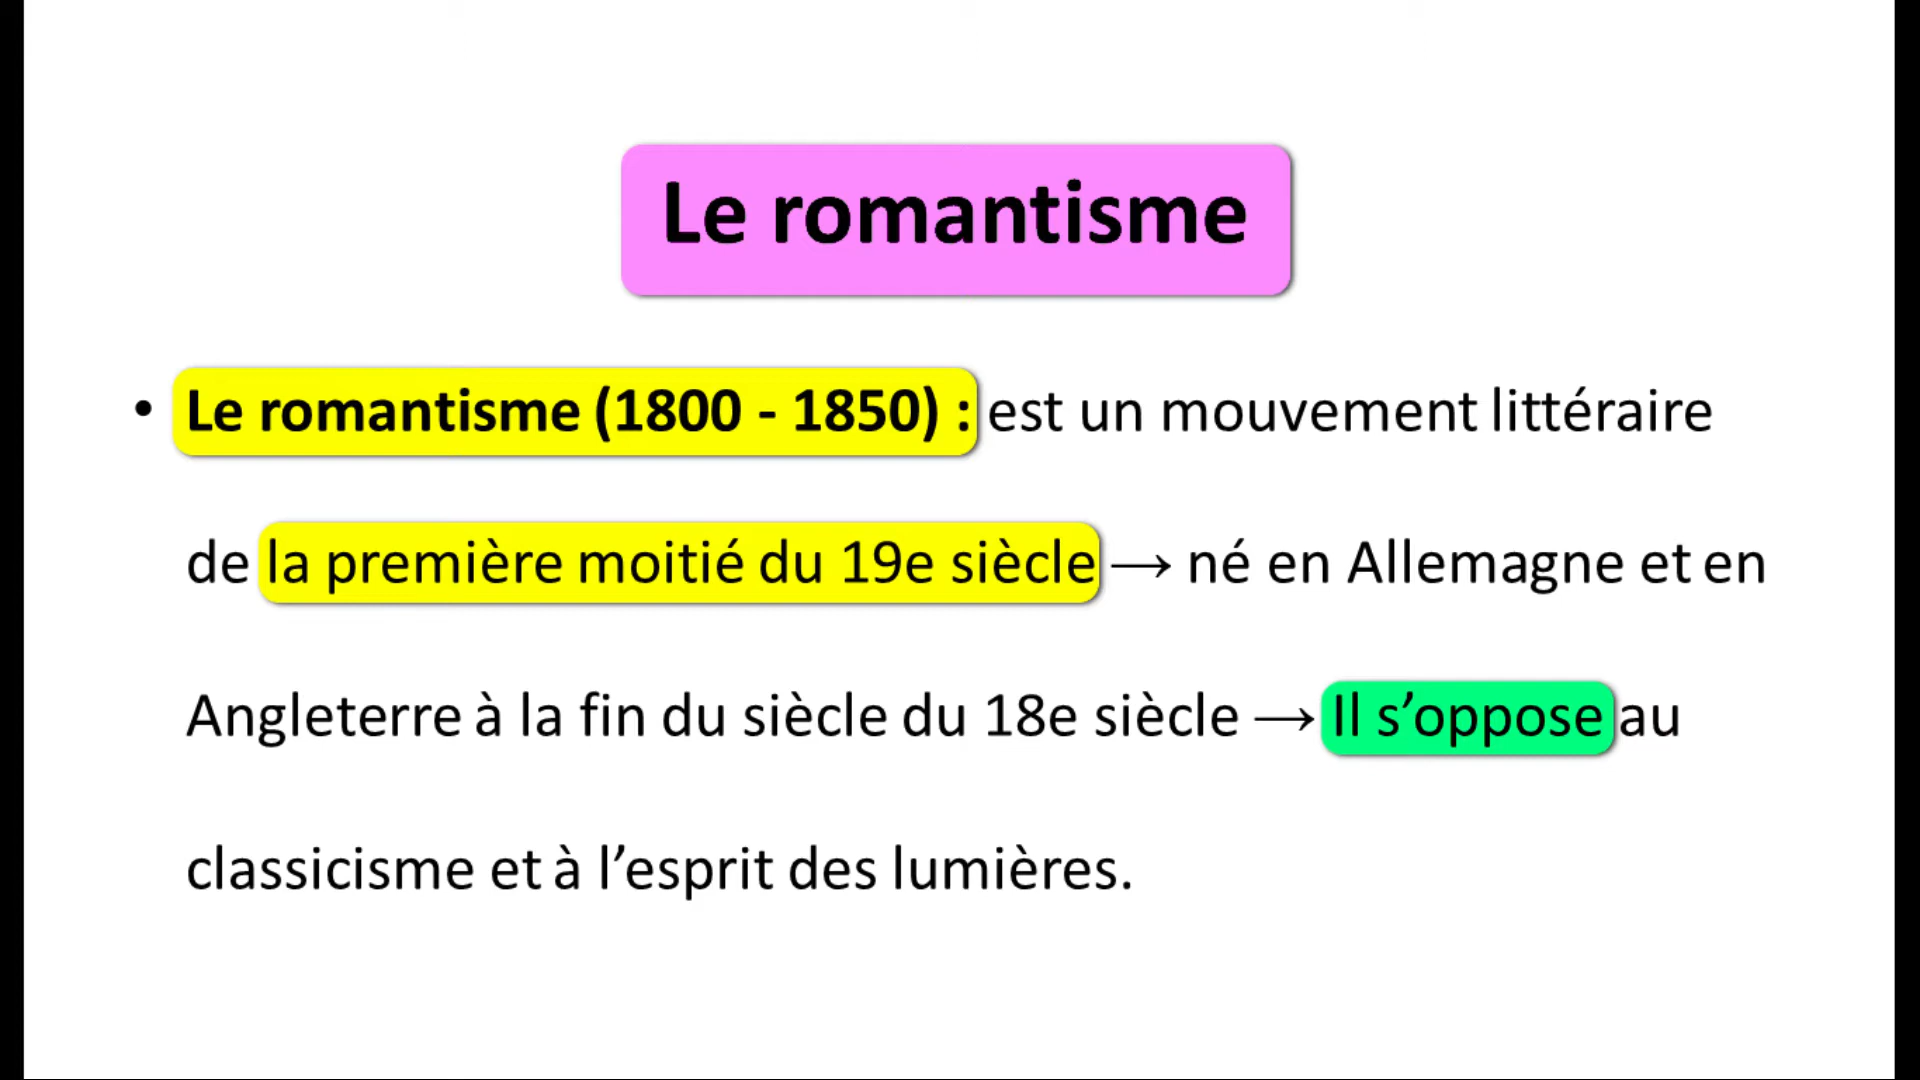 Le romantisme
• Le romantisme (1800 - 1850) : est un mouvement littéraire
de la première moitié du 19e siècle → né en Allemagne et en
Angleterre à la fin du siècle du 18e siècle → Il s’oppose au
classicisme et à l’esprit des lumières.